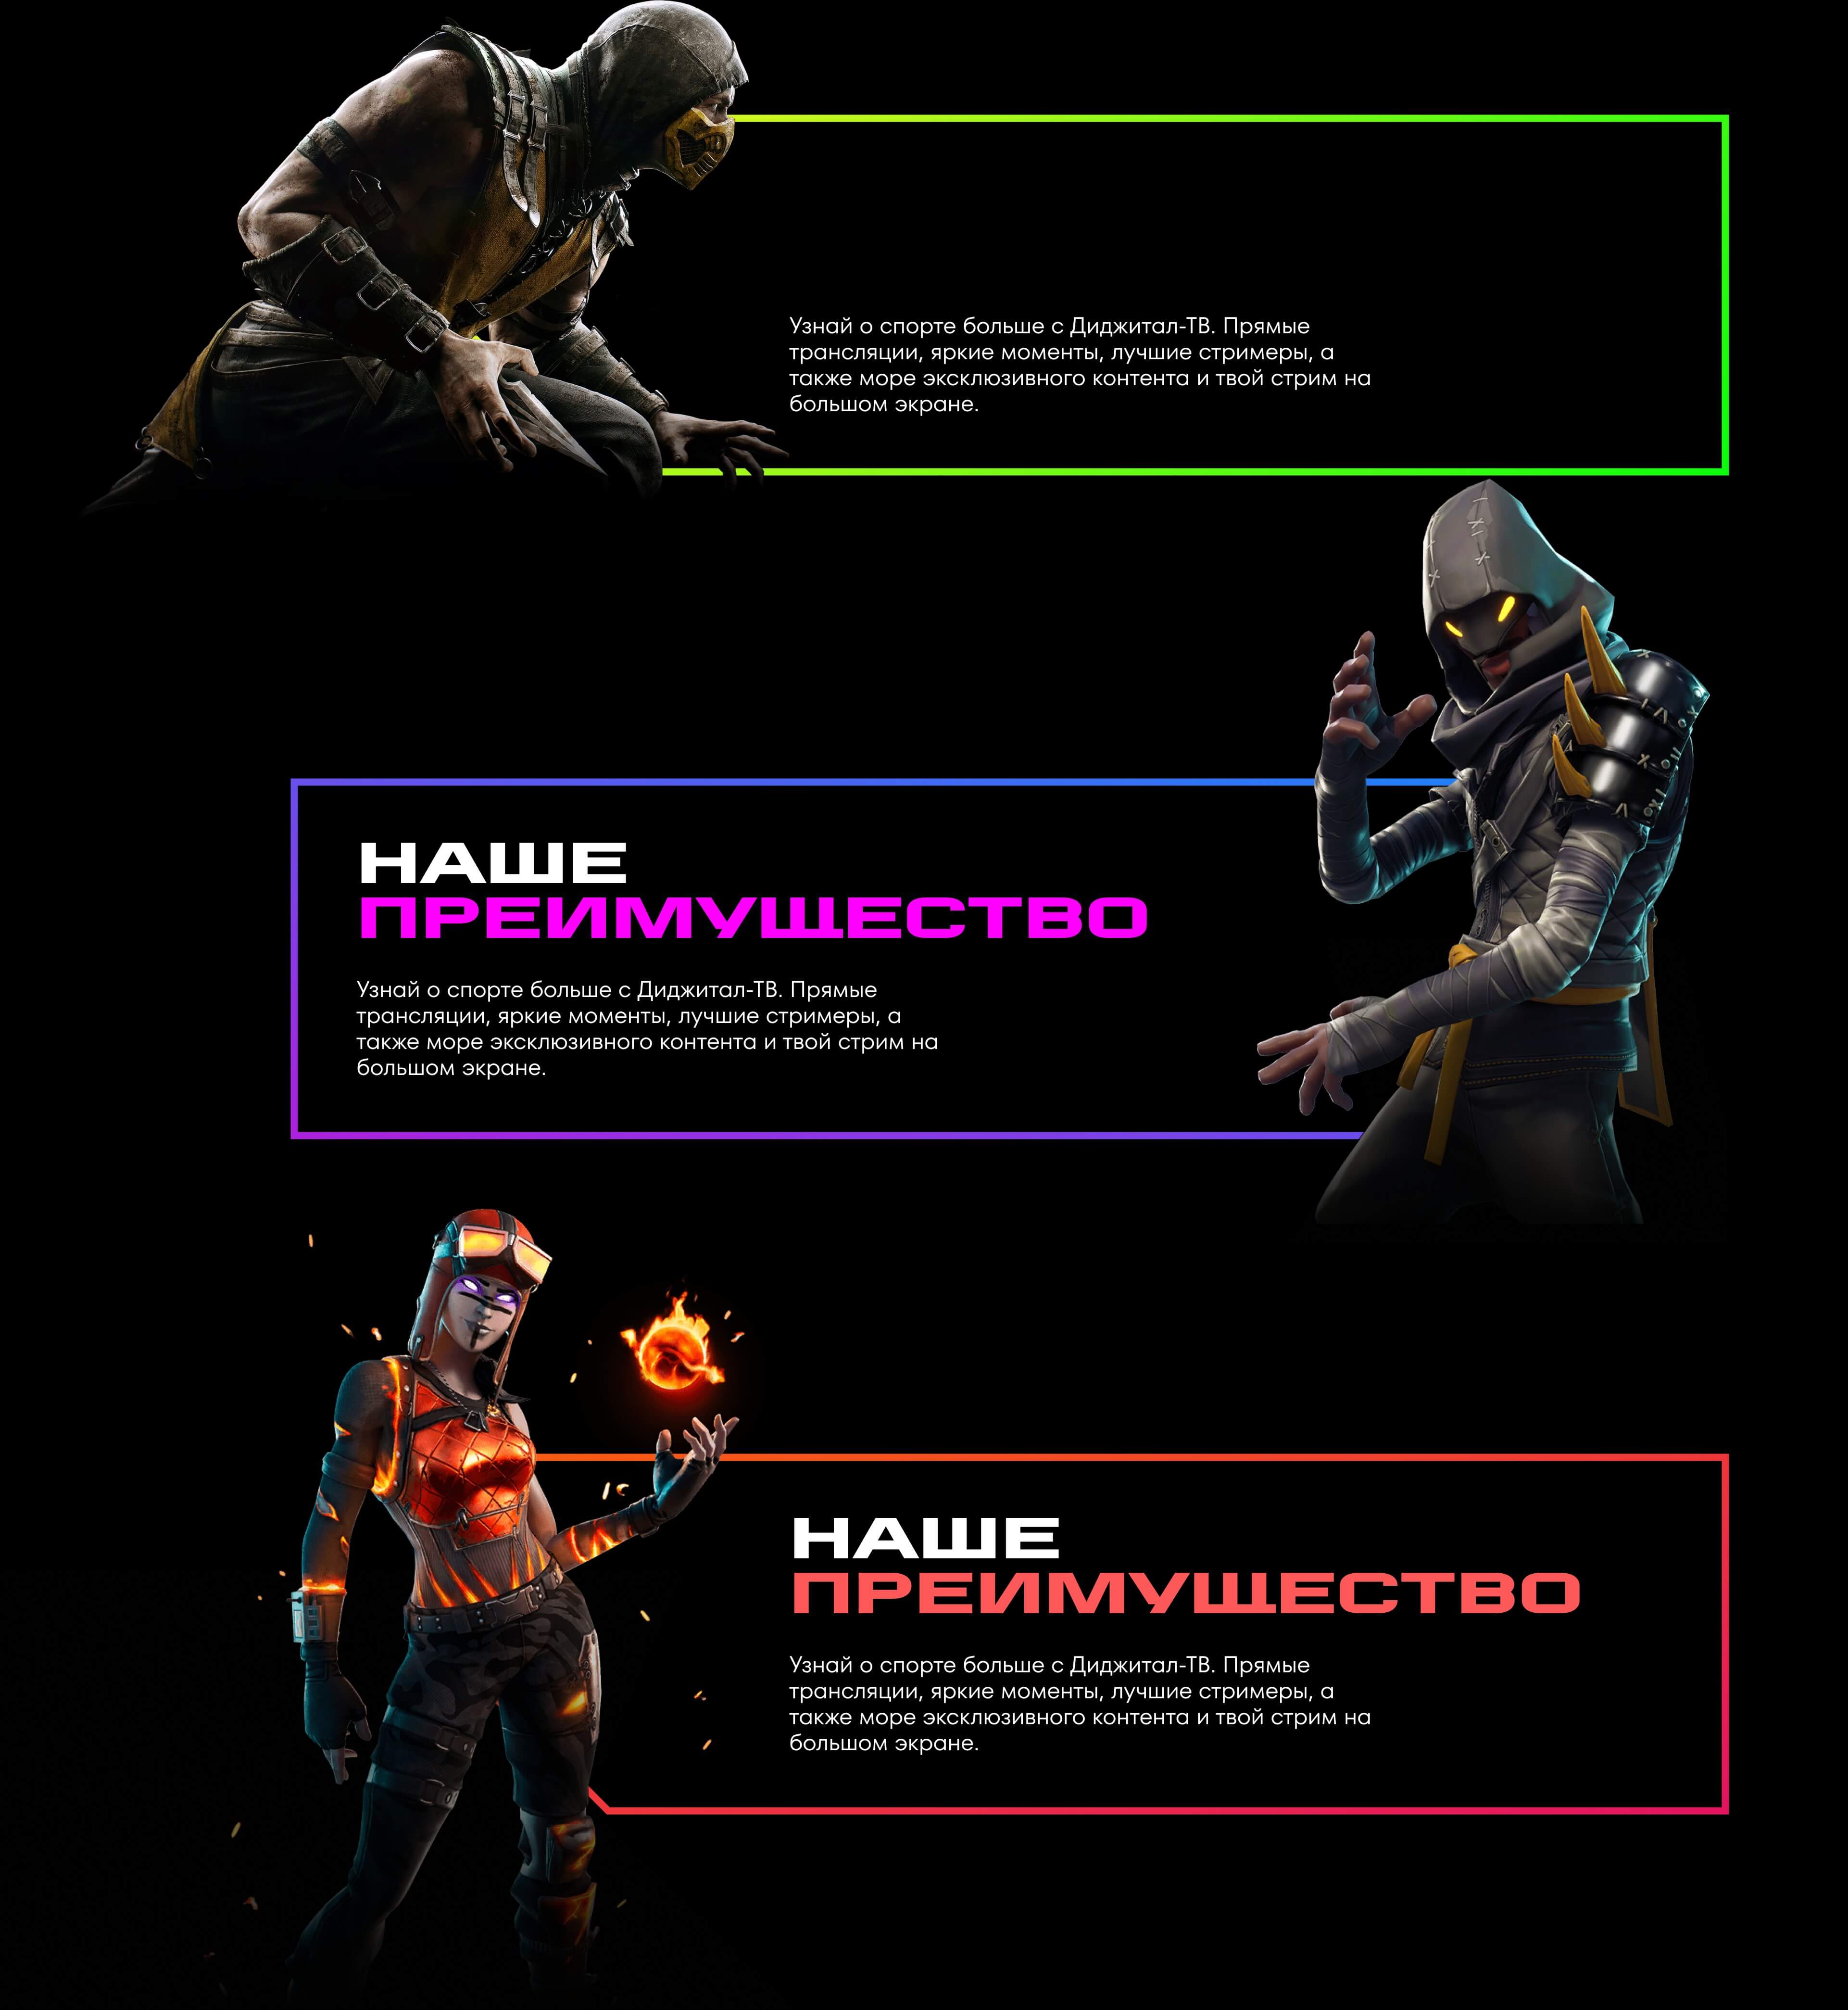 Узнай о спорте больше с Диджитал-ТВ. Прямые
трансляции, яркие моменты, лучшие стримеры, а
также море эксклюзивного контента и твой стрим на
большом экране.
НАШЕ
ПРЕИМУЩЕСТВО
Узнай о спорте больше с Диджитал-ТВ. Прямые
трансляции, яркие моменты, лучшие стримеры, а
также море эксклюзивного контента и твой стрим на
большом экране.
НАШЕ
ПРЕИМУЩЕСТВО
Узнай о спорте больше с Диджитал-ТВ. Прямые
трансляции, яркие моменты, лучшие стримеры, а
также море эксклюзивного контента и твой стрим на
большом экране.